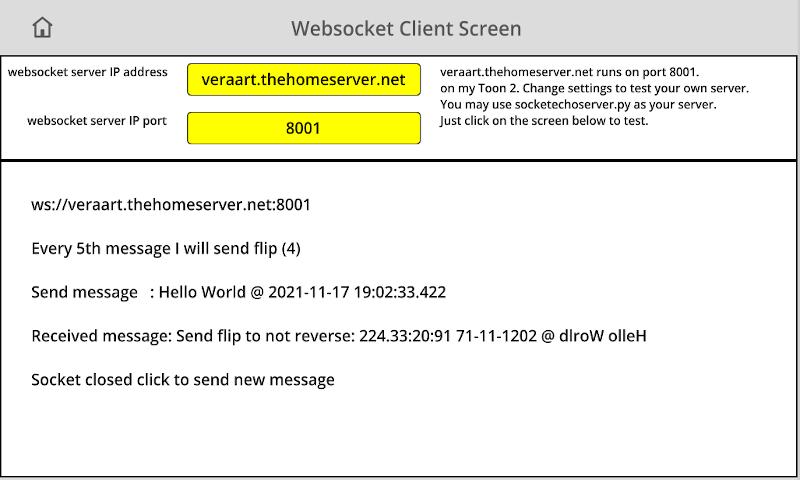 Websocket Client Screen
websocket server IP address
veraart.thehomeserver.net
websocket server IP port
8001
veraart.thehomeserver.net runs on port 8001.
on my Toon 2. Change settings to test your own server.
You may use socketechoserver.py as your server.
Just click on the screen below to test.
ws://veraart.thehomeserver.net:8001
Every 5th message I will send flip (4)
Send message : Hello World @ 2021-11-17 19:02:33.422
Received message: Send flip to not reverse: 224.33:20:91 71-11-1202 @ dlroW olleH
Socket closed click to send new message